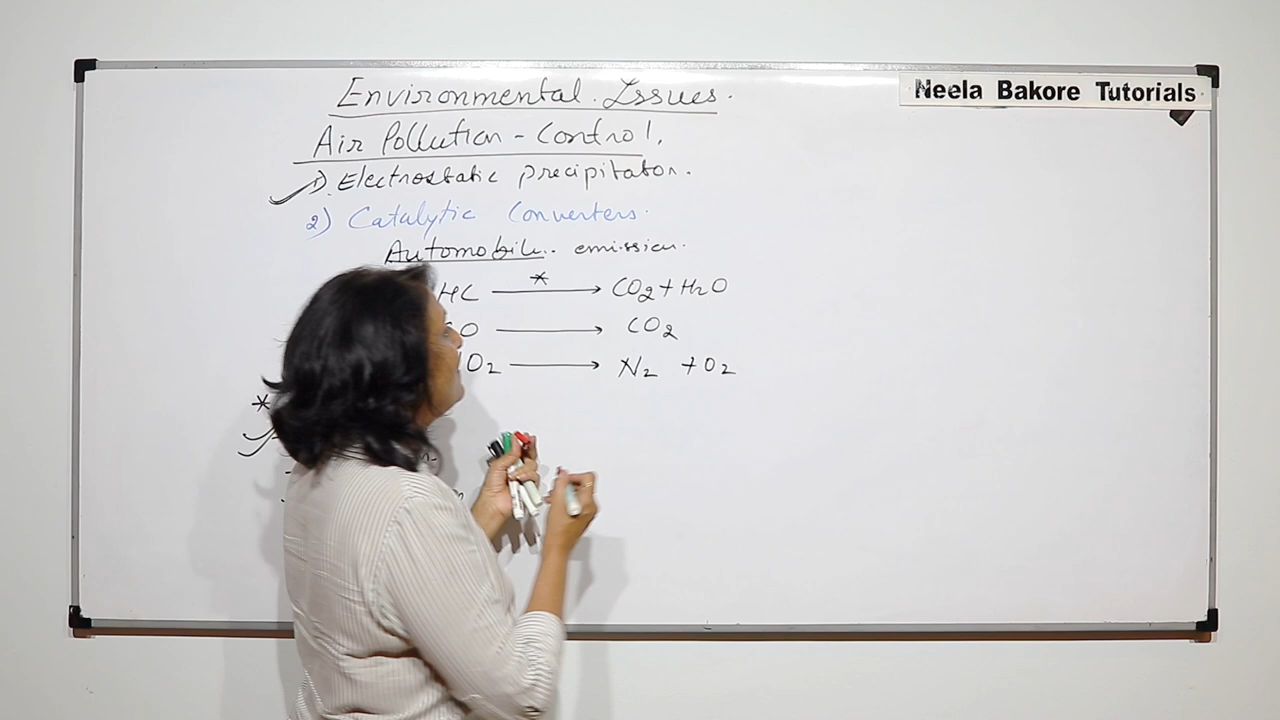 Neela Bakore Tutorials
Environmental Issues.
Air Pollution - Control.
1) Electrostatic precipitator.
2) Catalytic Converters.
Automobile.. emission.
HC ⟶ * CO2 + H2O
O ⟶ CO2
O2 ⟶ N2 + O2
*